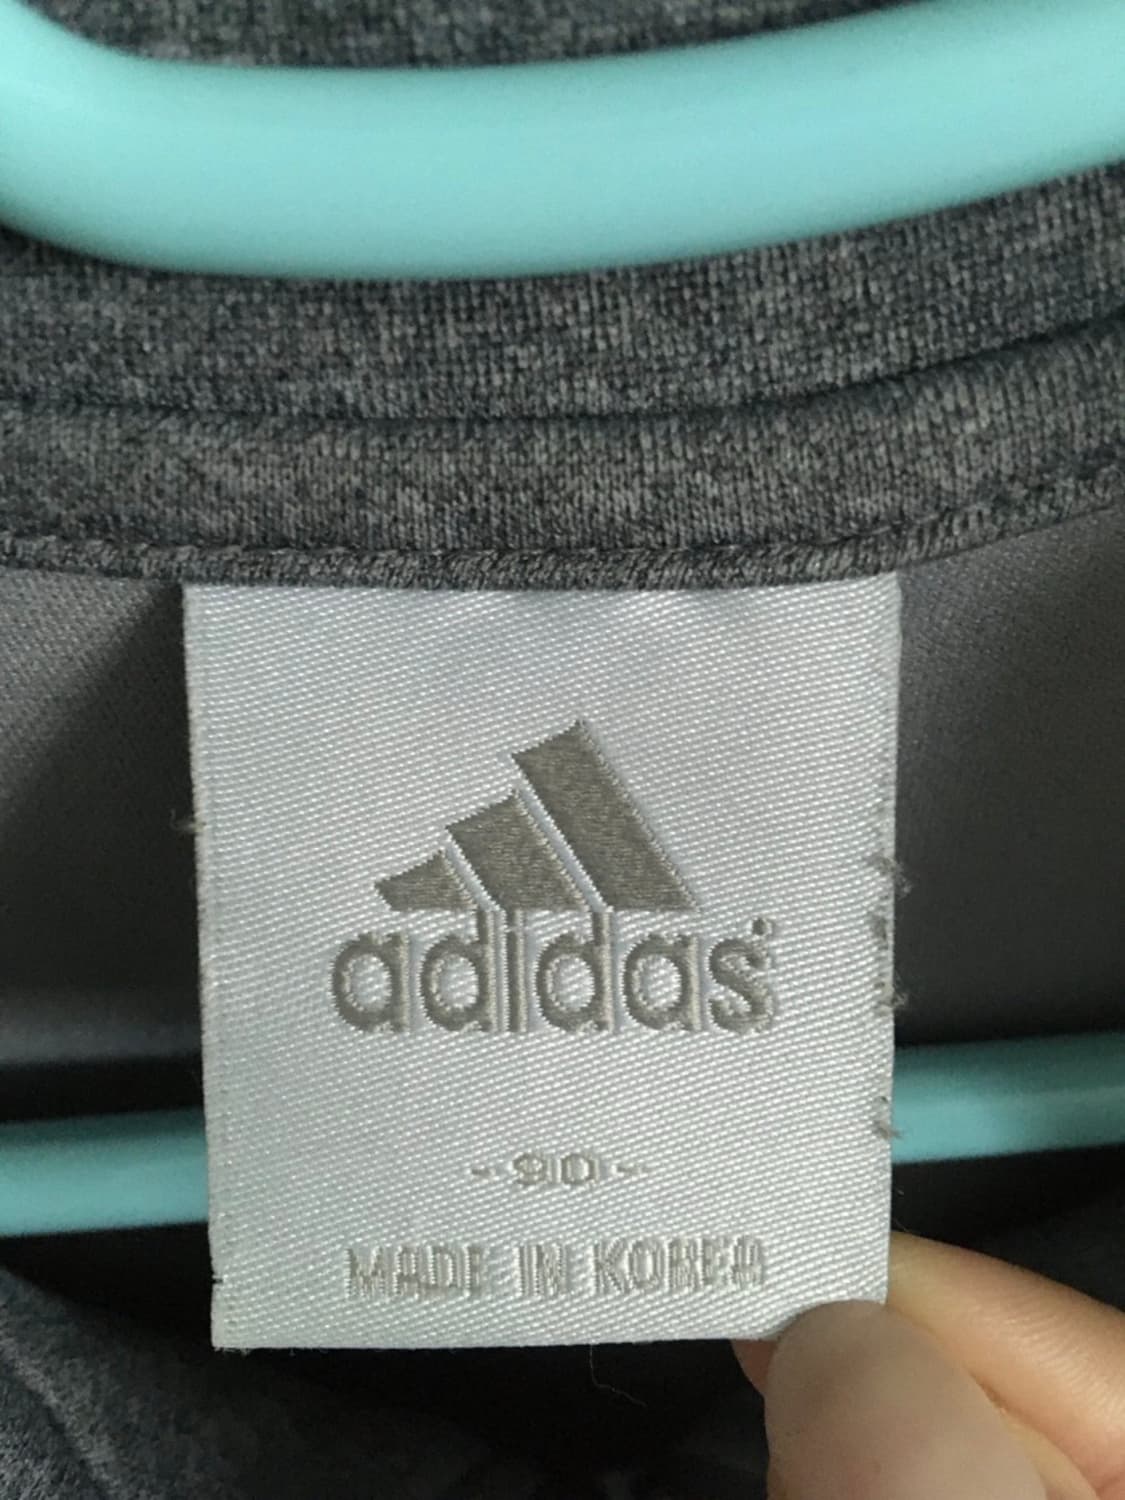 adidas
- 90 -
MADE IN KOREA